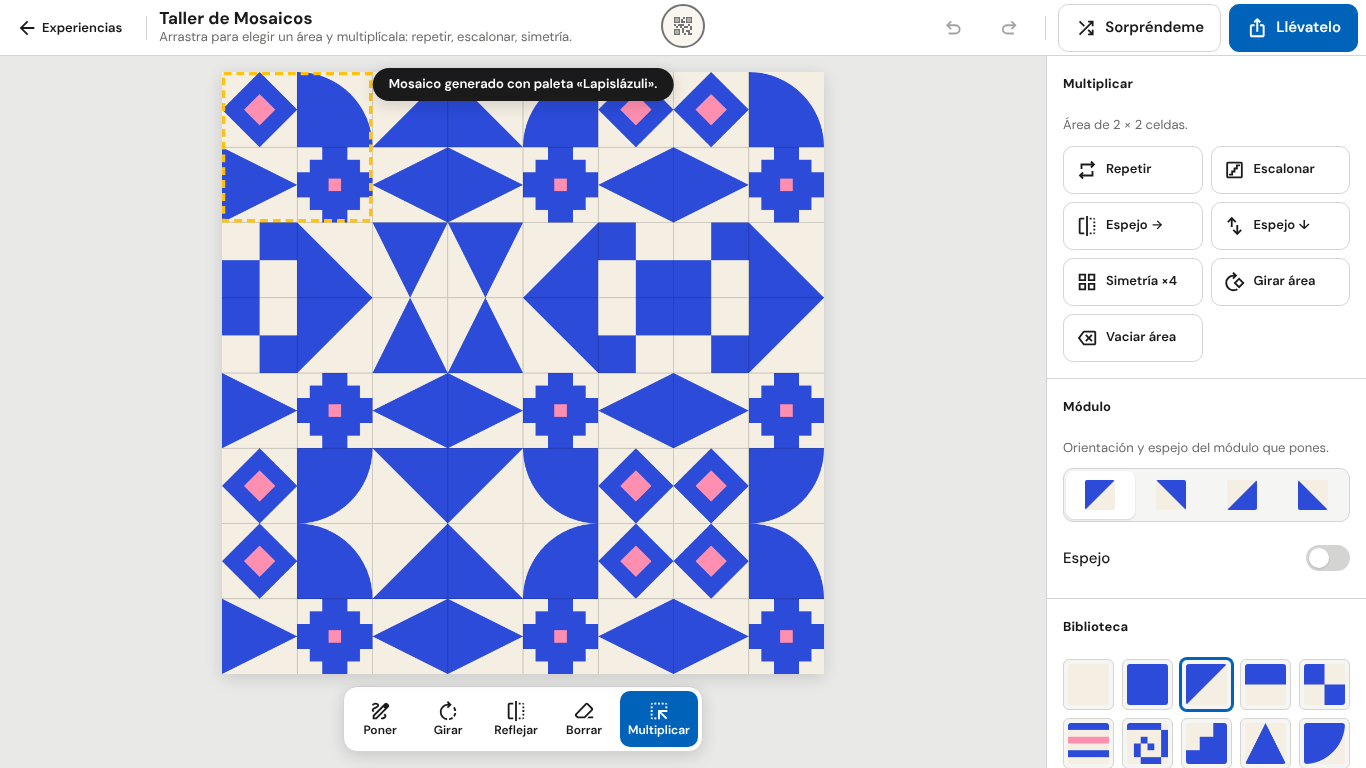 Experiencias
Taller de Mosaicos
Arrastra para elegir un área y multiplícala: repetir, escalonar, simetría.
Sorpréndeme
Llévatelo
Mosaico generado con paleta «Lapislázuli».
Multiplicar
Área de 2 × 2 celdas.
Repetir
Escalonar
Espejo →
Espejo ↓
Simetría ×4
Girar área
Vaciar área
Módulo
Orientación y espejo del módulo que pones.
Espejo
Biblioteca
Poner
Girar
Reflejar
Borrar
Multiplicar